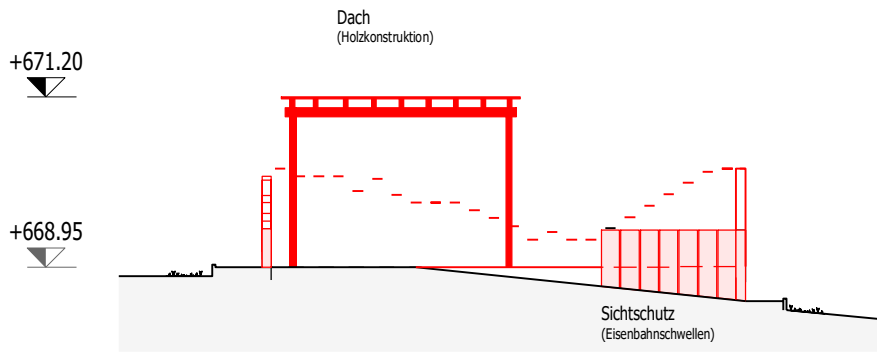 Dach
(Holzkonstruktion)
+671.20
+668.95
Sichtschutz
(Eisenbahnschwellen)